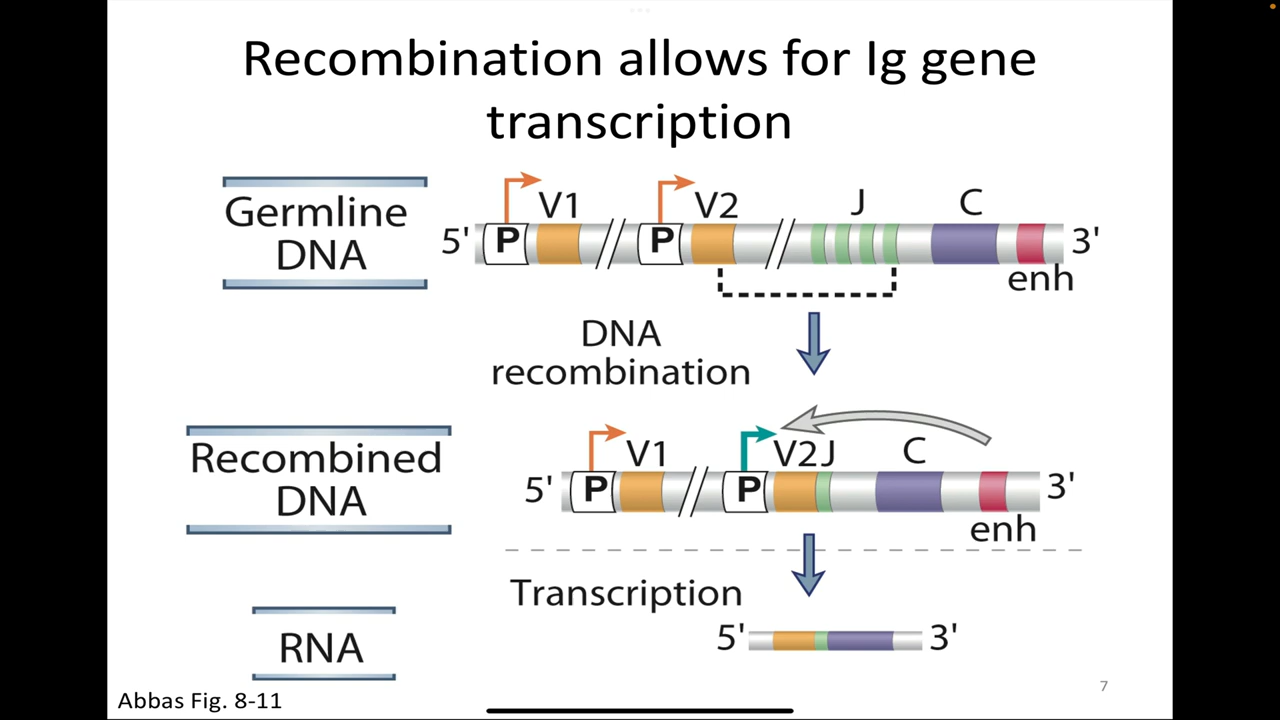 Recombination allows for Ig gene
transcription
Germline
DNA
5' P V1 P V2 J C 3'
enh
DNA
recombination
Recombined
DNA
5' P V1 P V2 J C 3'
enh
Transcription
RNA
5' 3'
Abbas Fig. 8-11
7